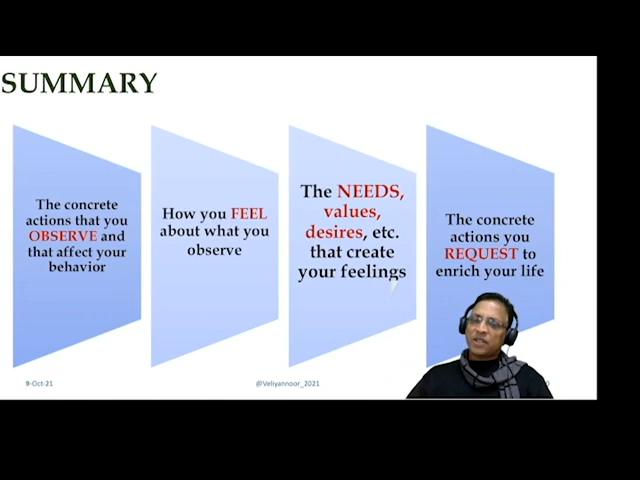 SUMMARY
The concrete
actions that you
OBSERVE and
that affect your
behavior
How you FEEL
about what you
observe
The NEEDS,
values,
desires, etc.
that create
your feelings
The concrete
actions you
REQUEST to
enrich your life
9-Oct-21
@Veliyannoor_2021